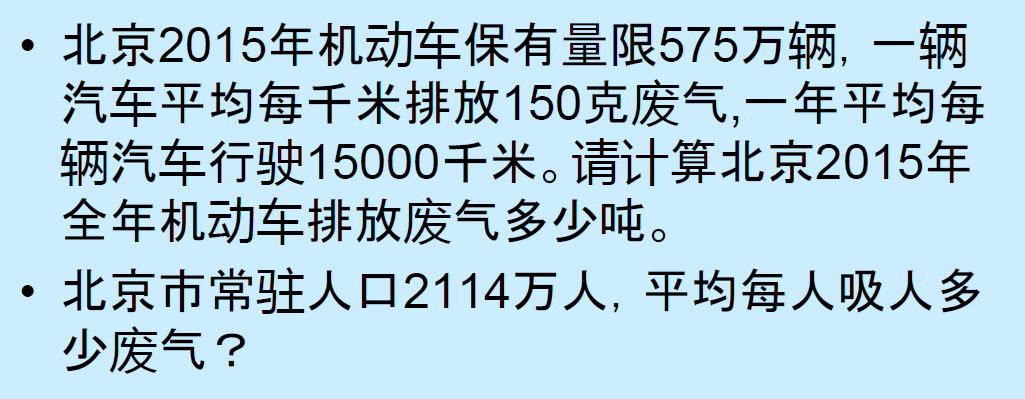 • 北京2015年机动车保有量限575万辆，一辆
汽车平均每千米排放150克废气,一年平均每
辆汽车行驶15000千米。请计算北京2015年
全年机动车排放废气多少吨。
• 北京市常驻人口2114万人，平均每人吸人多
少废气？